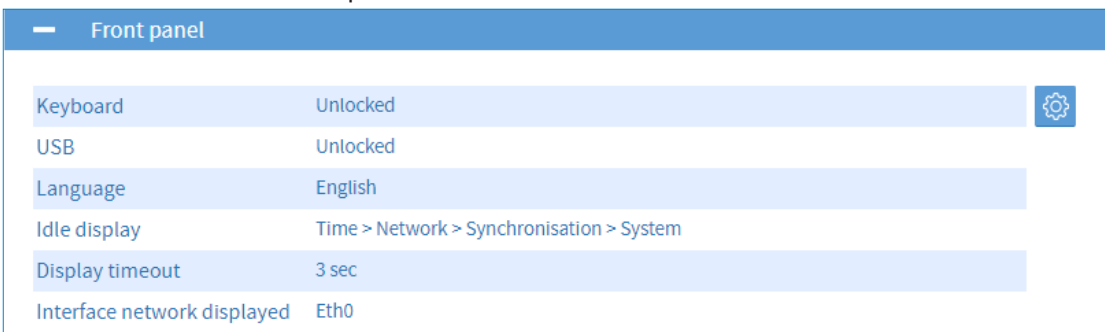 Front panel
Keyboard Unlocked
USB Unlocked
Language English
Idle display Time > Network > Synchronisation > System
Display timeout 3 sec
Interface network displayed Eth0